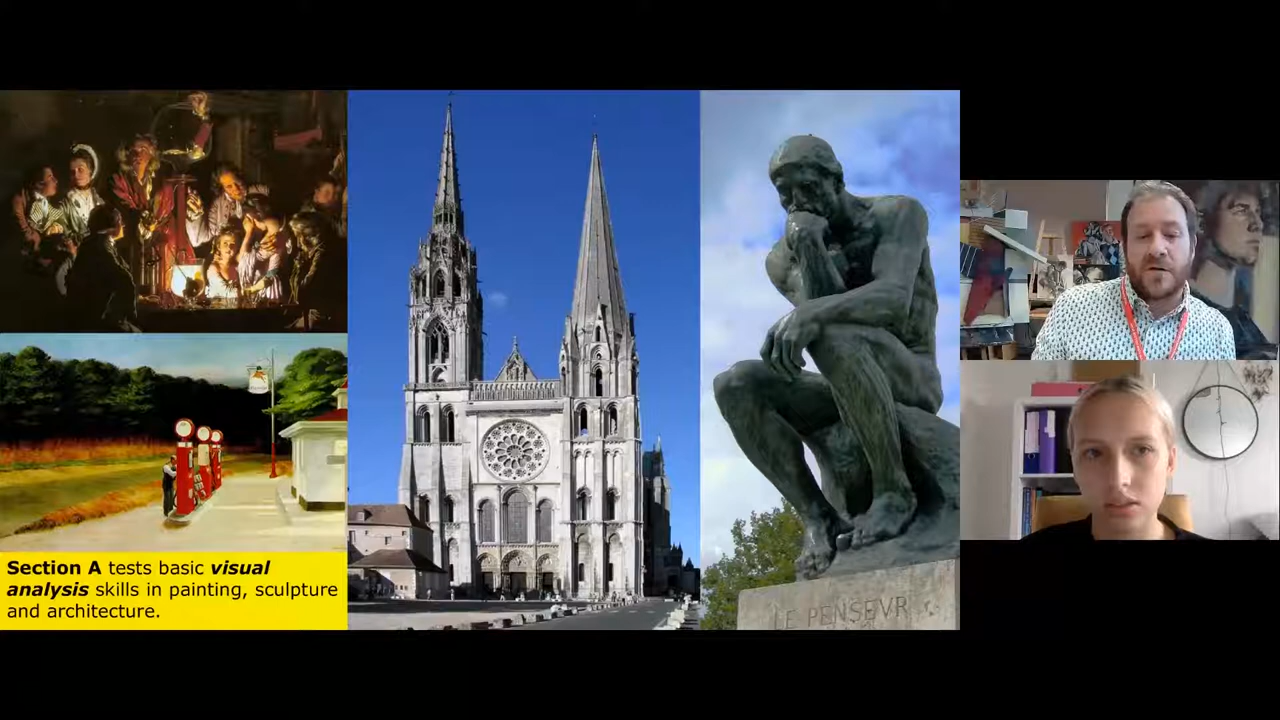 Section A tests basic visual
analysis skills in painting, sculpture
and architecture.
LE PENSEVR